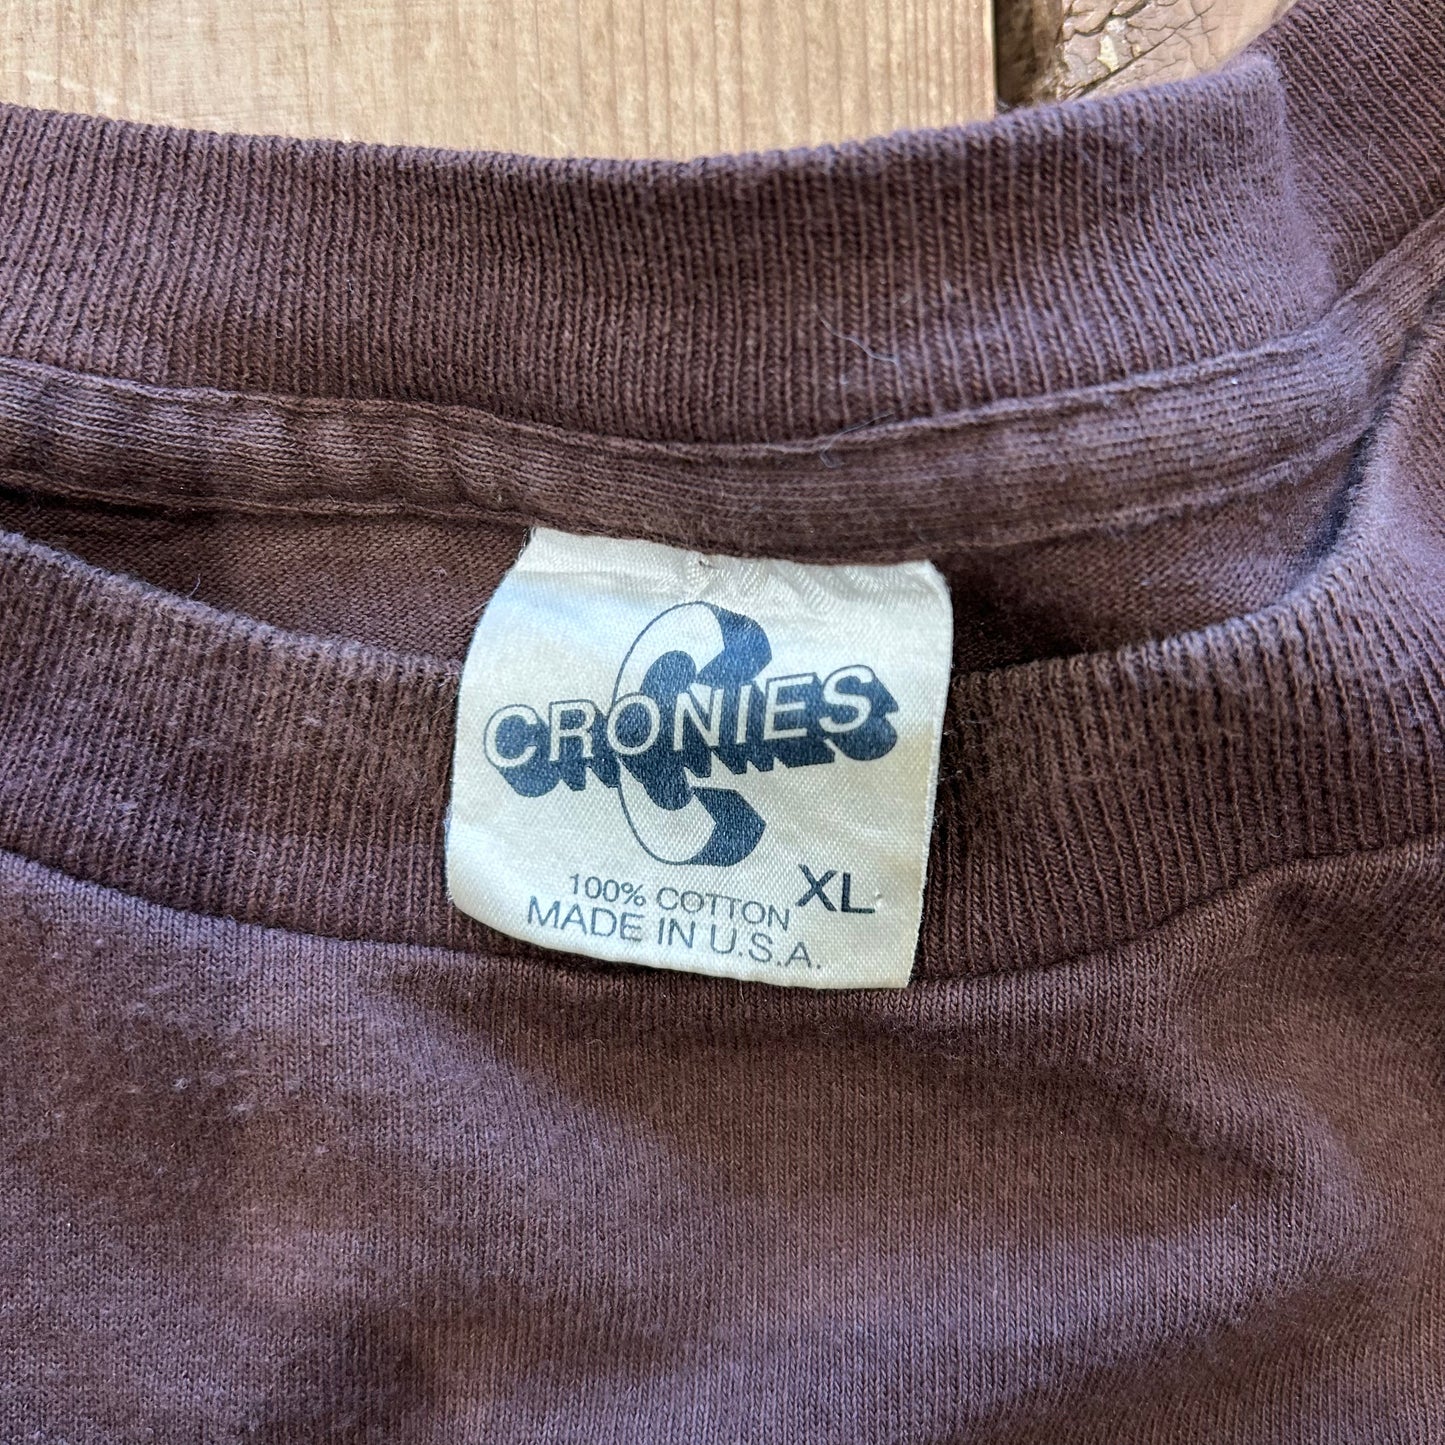 CRONIES
100% COTTON XL
MADE IN U.S.A.